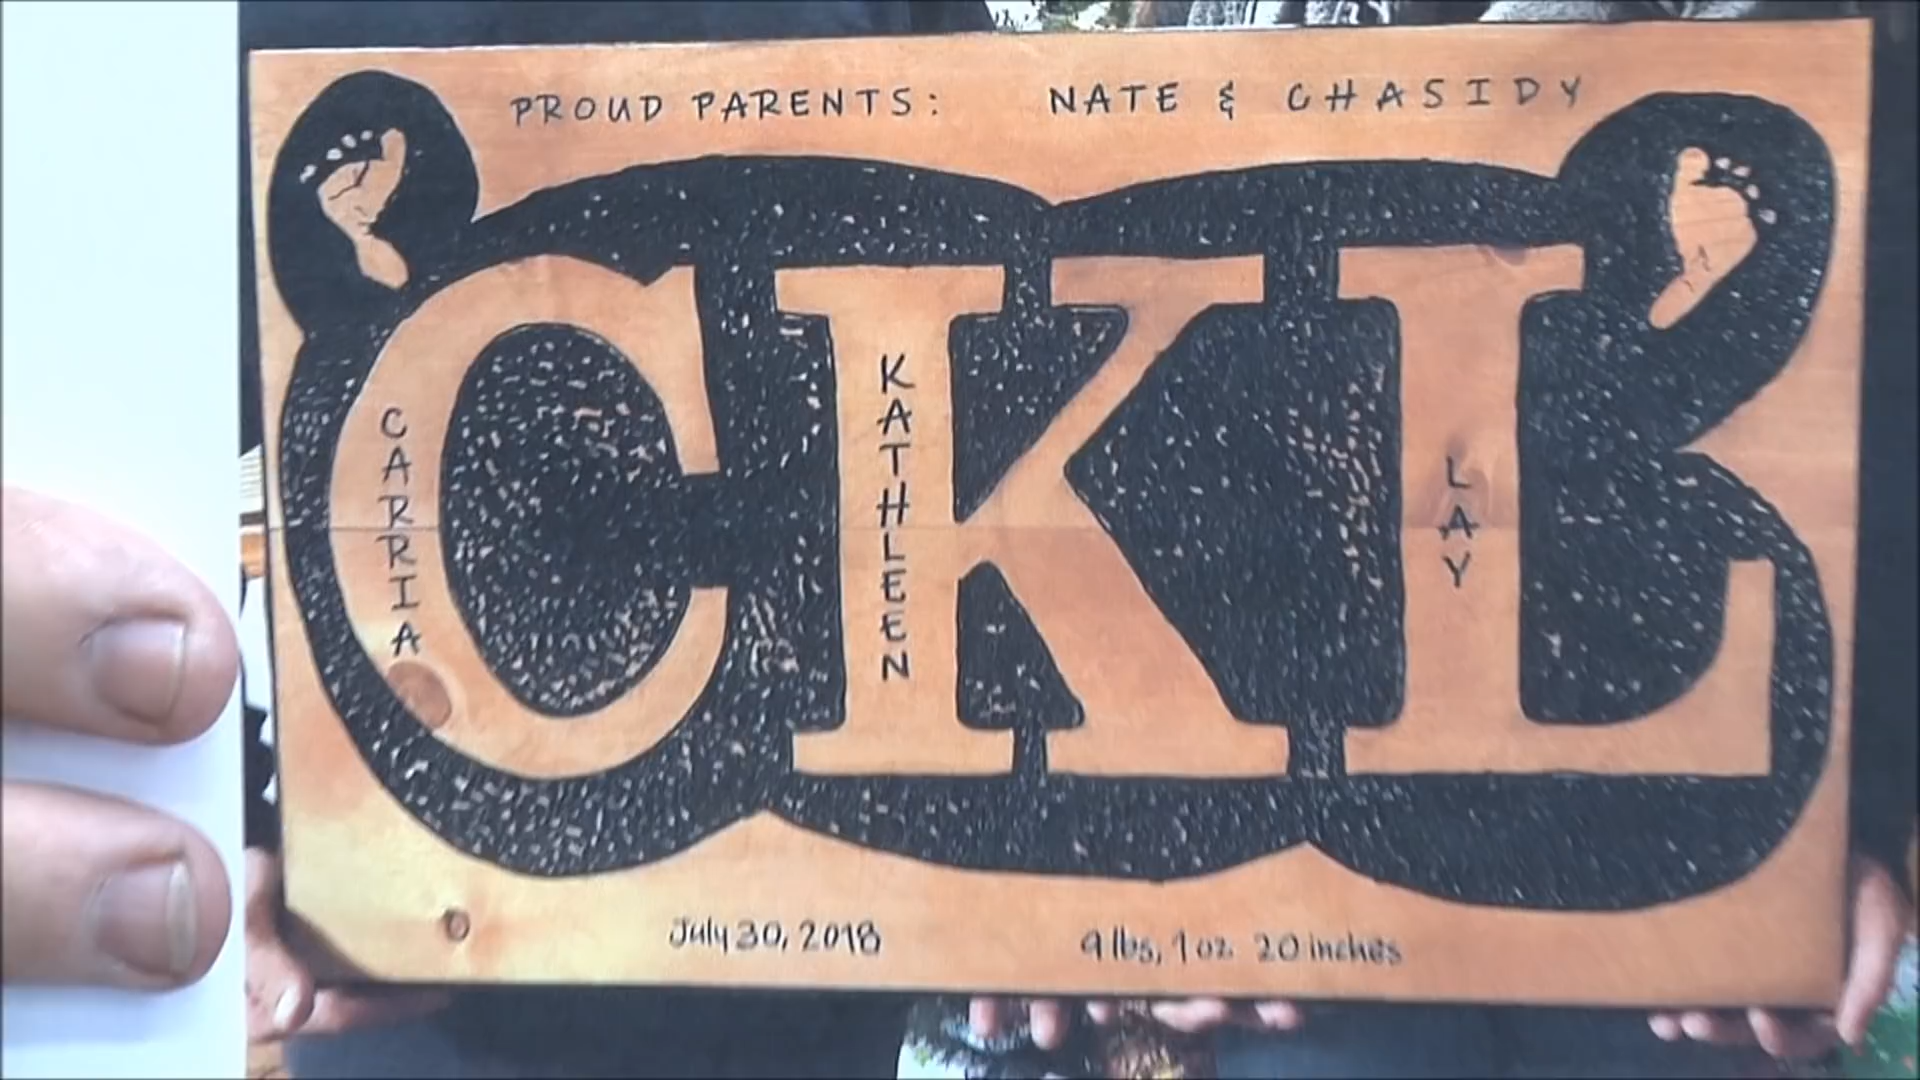 PROUD PARENTS: NATE & CHASIDY
CKL
CARRIA
KATHLEEN
LAY
July 30, 2018
9 lbs, 1 oz 20 inches